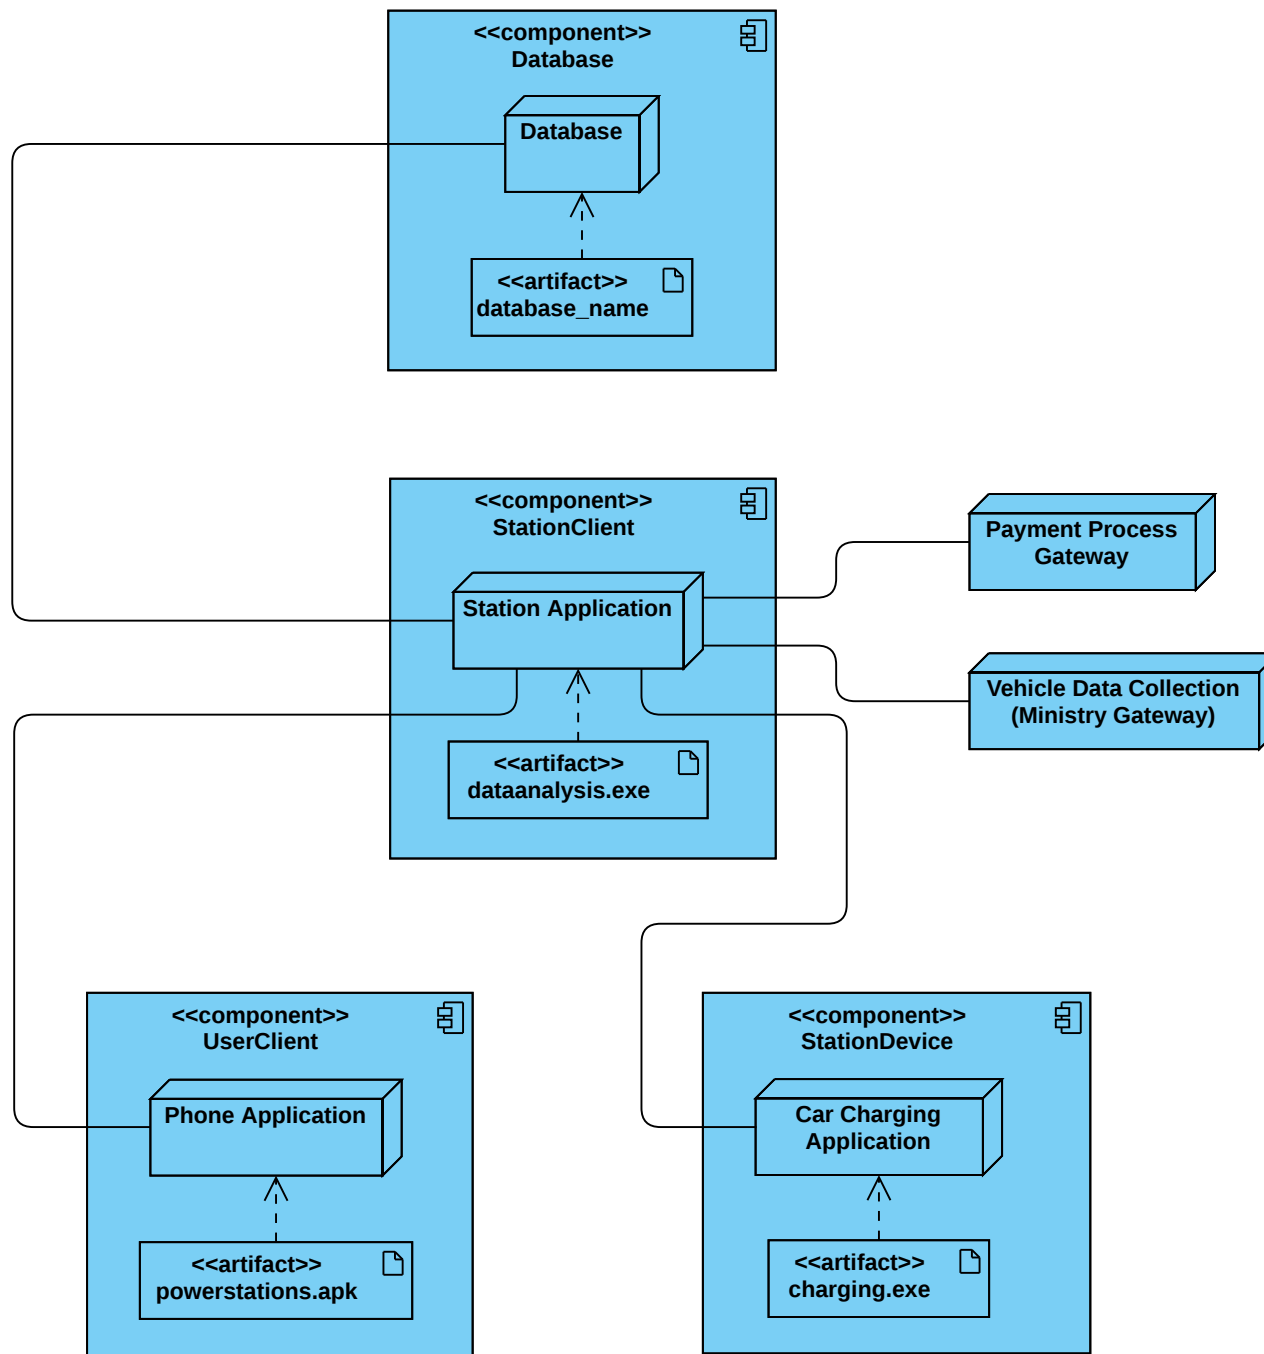 <<component>>
Database
Database
<<artifact>>
database_name
<<component>>
StationClient
Station Application
<<artifact>>
dataanalysis.exe
Payment Process
Gateway
Vehicle Data Collection
(Ministry Gateway)
<<component>>
UserClient
Phone Application
<<artifact>>
powerstations.apk
<<component>>
StationDevice
Car Charging
Application
<<artifact>>
charging.exe